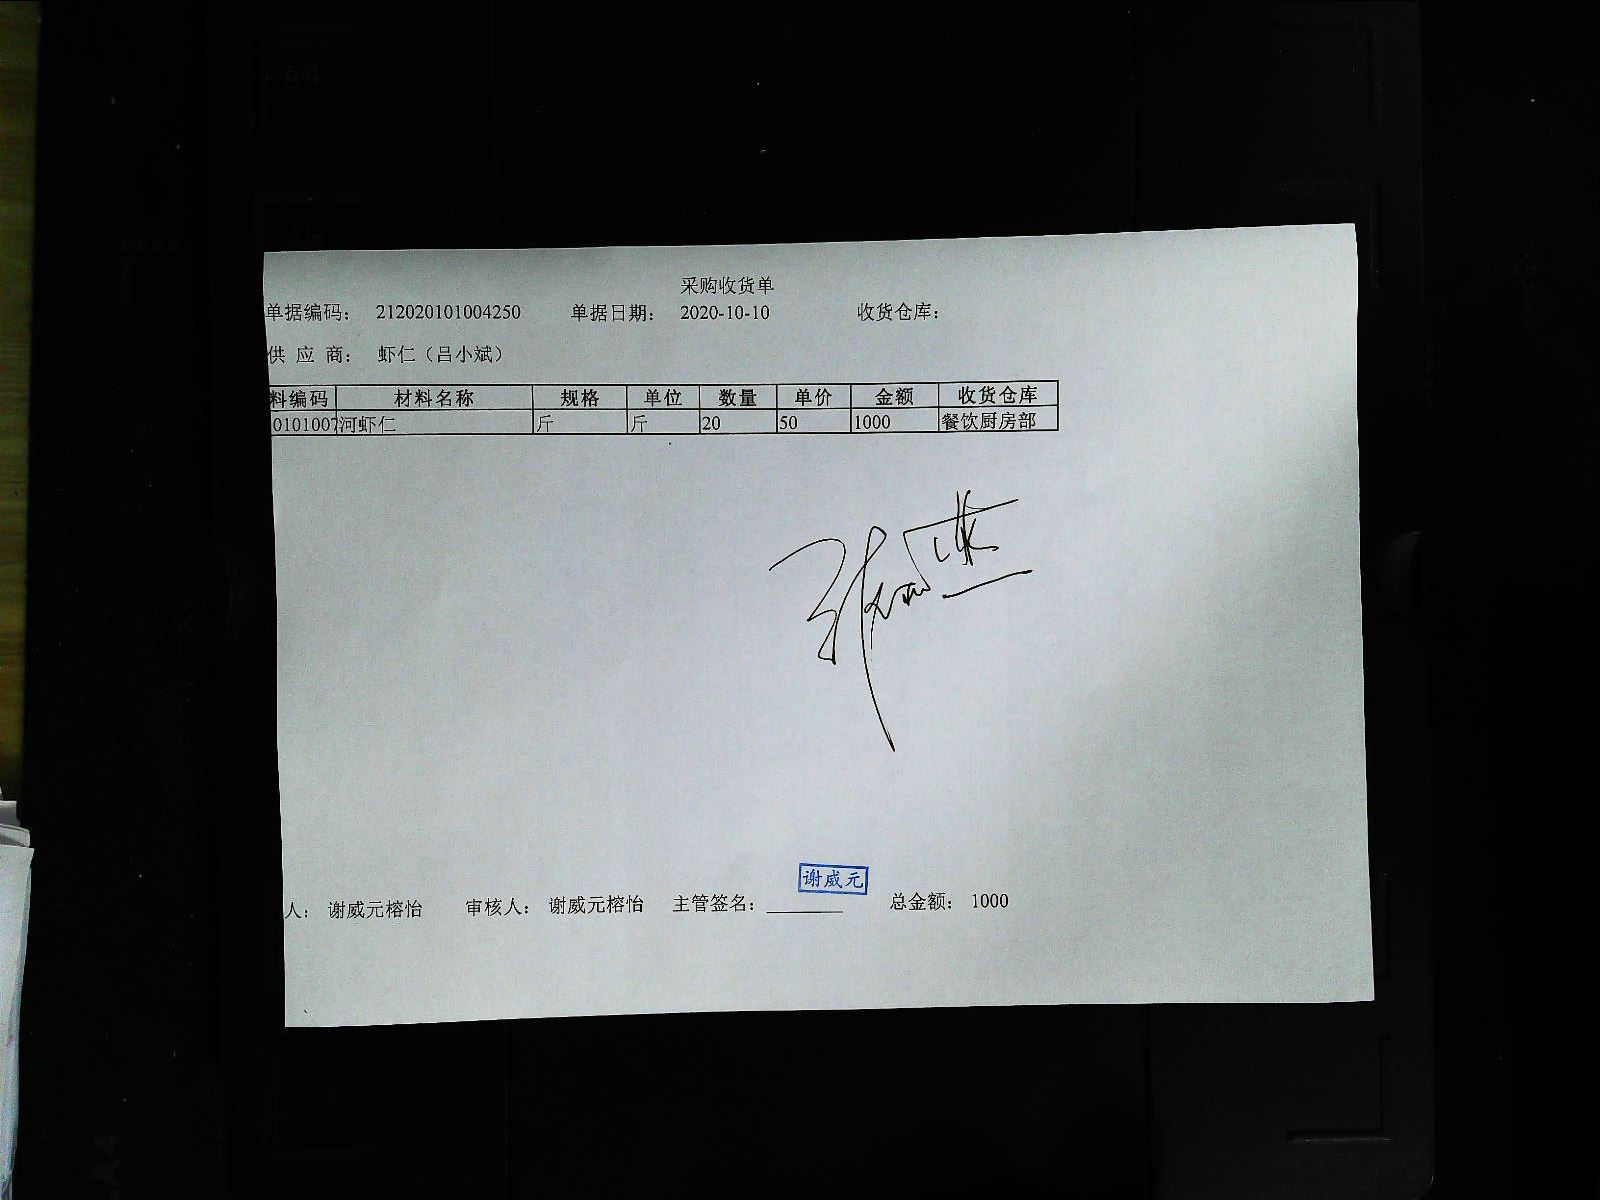 采购收货单
单据编码： 212020101004250 单据日期： 2020-10-10 收货仓库：
供 应 商： 虾仁（吕小斌）
料编码 材料名称 规格 单位 数量 单价 金额 收货仓库
0101007 河虾仁 斤 斤 20 50 1000 餐饮厨房部
谢威元
人： 谢威元榕怡 审核人： 谢威元榕怡 主管签名： 总金额： 1000